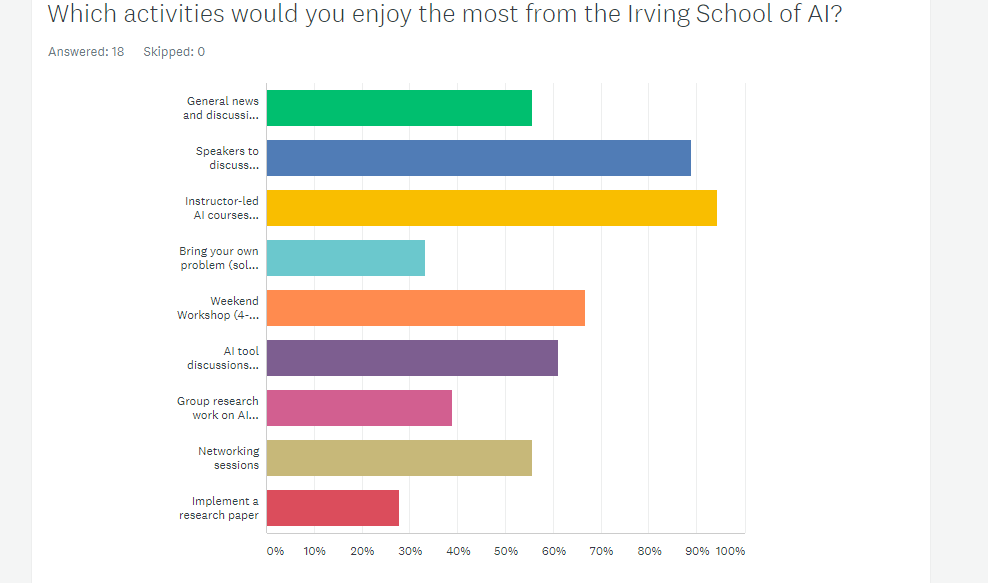 Which activities would you enjoy the most from the Irving School of AI?
Answered: 18 Skipped: 0
General news
and discussi...
Speakers to
discuss...
Instructor-led
AI courses...
Bring your own
problem (sol...
Weekend
Workshop (4-...
AI tool
discussions...
Group research
work on AI...
Networking
sessions
Implement a
research paper
0% 10% 20% 30% 40% 50% 60% 70% 80% 90% 100%